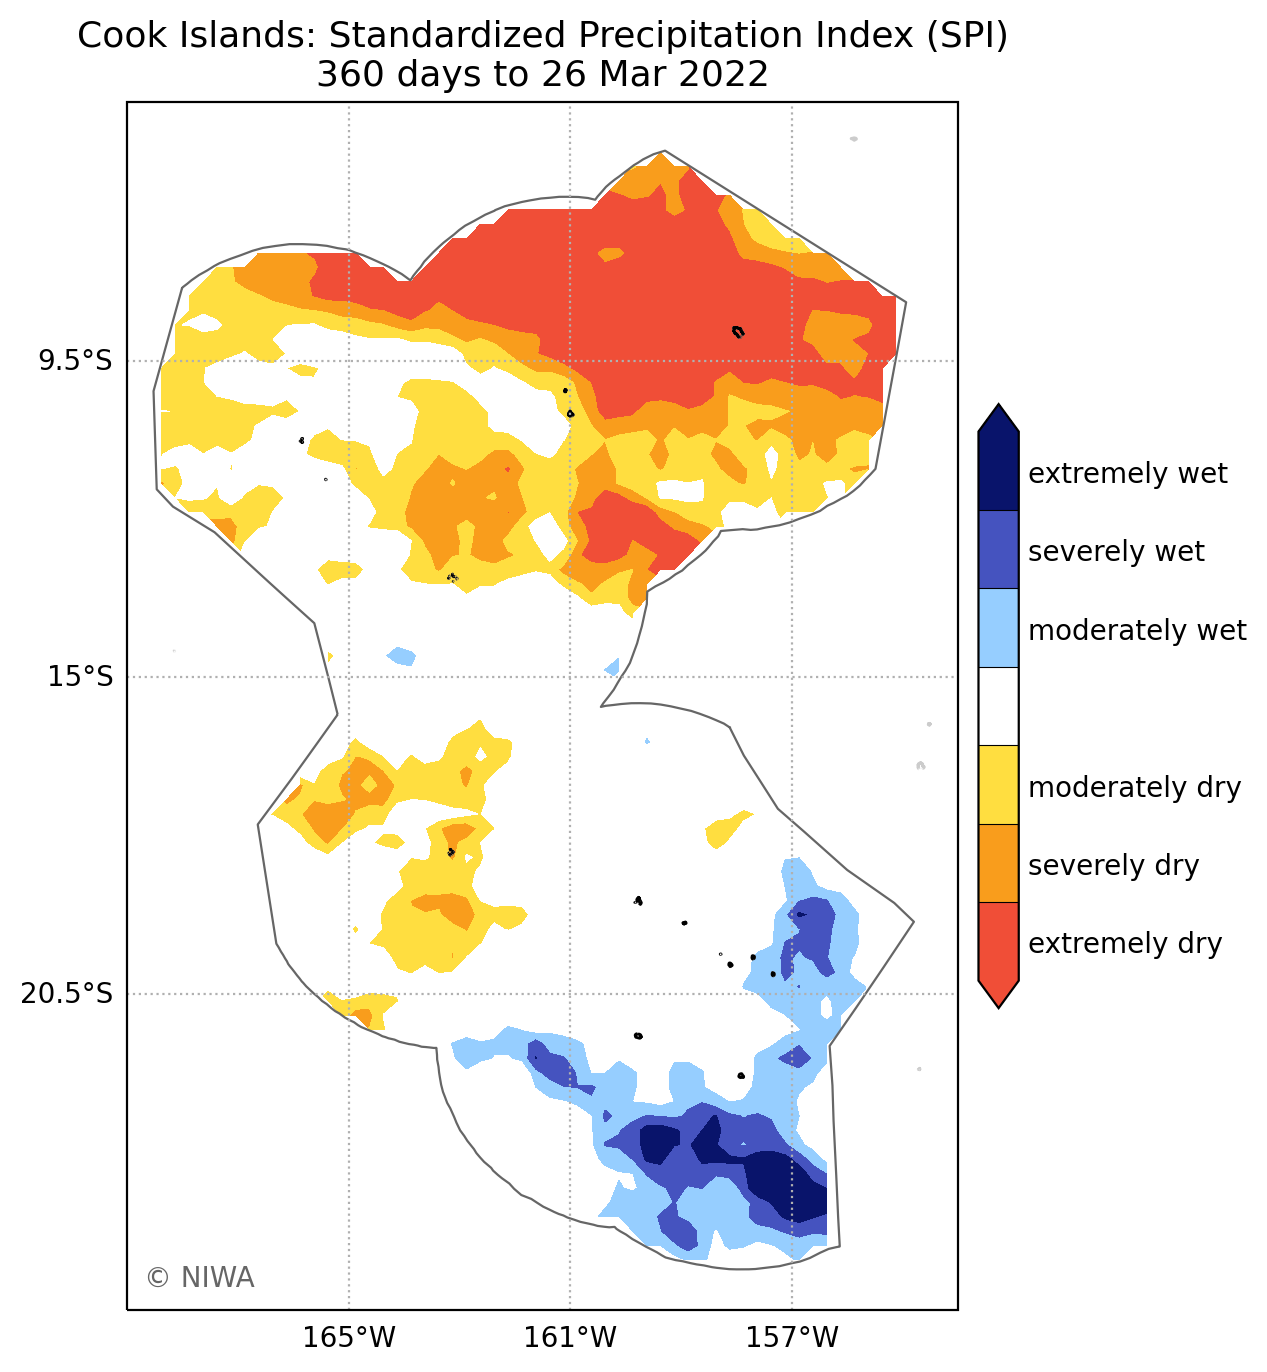 Cook Islands: Standardized Precipitation Index (SPI)
360 days to 26 Mar 2022
9.5°S
15°S
20.5°S
165°W
161°W
157°W
extremely wet
severely wet
moderately wet
moderately dry
severely dry
extremely dry
© NIWA